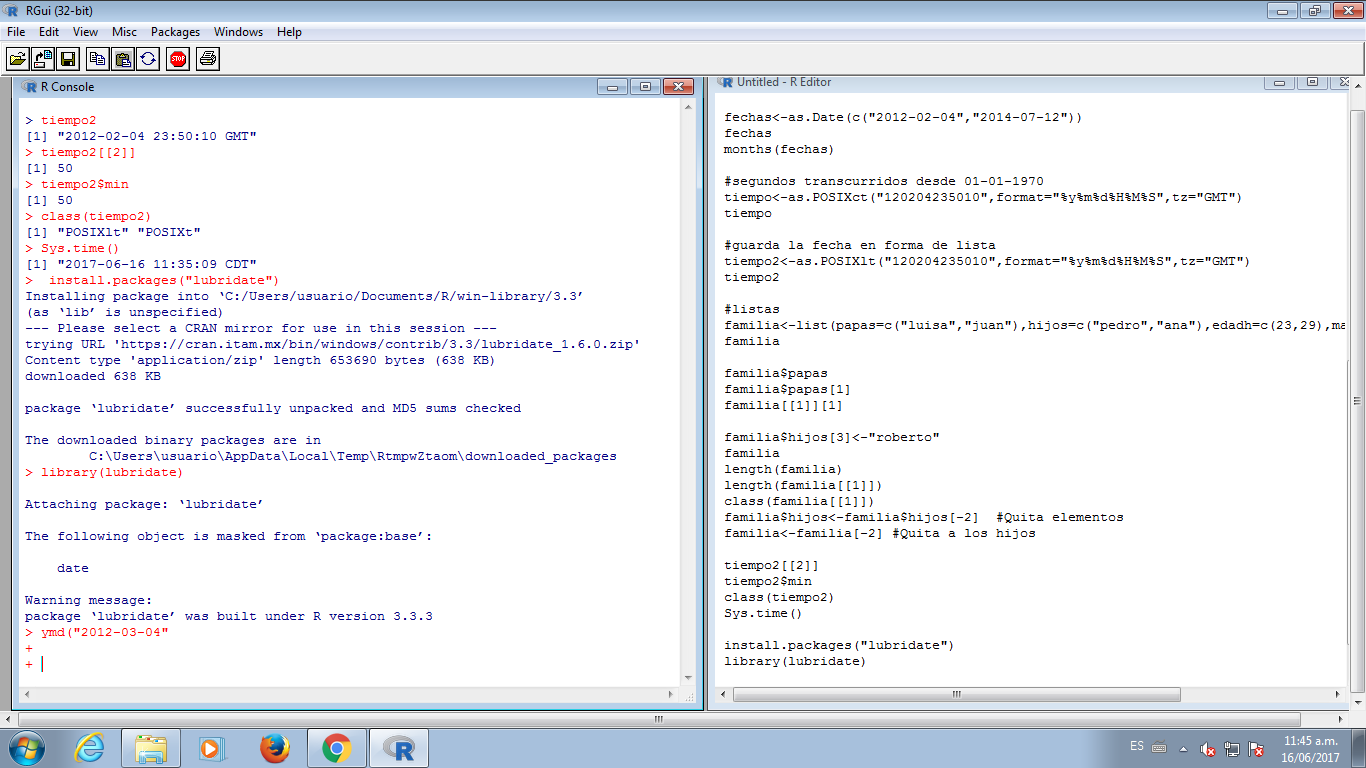 RGui (32-bit)
File Edit View Misc Packages Windows Help
STOP
R Console
> tiempo2
[1] "2012-02-04 23:50:10 GMT"
> tiempo2[[2]]
[1] 50
> tiempo2$min
[1] 50
> class(tiempo2)
[1] "POSIXlt" "POSIXt"
> Sys.time()
[1] "2017-06-16 11:35:09 CDT"
>  install.packages("lubridate")
Installing package into ‘C:/Users/usuario/Documents/R/win-library/3.3’
(as ‘lib’ is unspecified)
--- Please select a CRAN mirror for use in this session ---
trying URL 'https://cran.itam.mx/bin/windows/contrib/3.3/lubridate_1.6.0.zip'
Content type 'application/zip' length 653690 bytes (638 KB)
downloaded 638 KB
package ‘lubridate’ successfully unpacked and MD5 sums checked
The downloaded binary packages are in
        C:\Users\usuario\AppData\Local\Temp\RtmpwZtaom\downloaded_packages
> library(lubridate)
Attaching package: ‘lubridate’
The following object is masked from ‘package:base’:
    date
Warning message:
package ‘lubridate’ was built under R version 3.3.3
> ymd("2012-03-04"
+
+
Untitled - R Editor
fechas<-as.Date(c("2012-02-04","2014-07-12"))
fechas
months(fechas)
#segundos transcurridos desde 01-01-1970
tiempo<-as.POSIXct("120204235010",format="%y%m%d%H%M%S",tz="GMT")
tiempo
#guarda la fecha en forma de lista
tiempo2<-as.POSIXlt("120204235010",format="%y%m%d%H%M%S",tz="GMT")
tiempo2
#listas
familia<-list(papas=c("luisa","juan"),hijos=c("pedro","ana"),edadh=c(23,29),ma
familia
familia$papas
familia$papas[1]
familia[[1]][1]
familia$hijos[3]<-"roberto"
familia
length(familia)
length(familia[[1]])
class(familia[[1]])
familia$hijos<-familia$hijos[-2]  #Quita elementos
familia<-familia[-2] #Quita a los hijos
tiempo2[[2]]
tiempo2$min
class(tiempo2)
Sys.time()
install.packages("lubridate")
library(lubridate)
ES
11:45 a.m.
16/06/2017